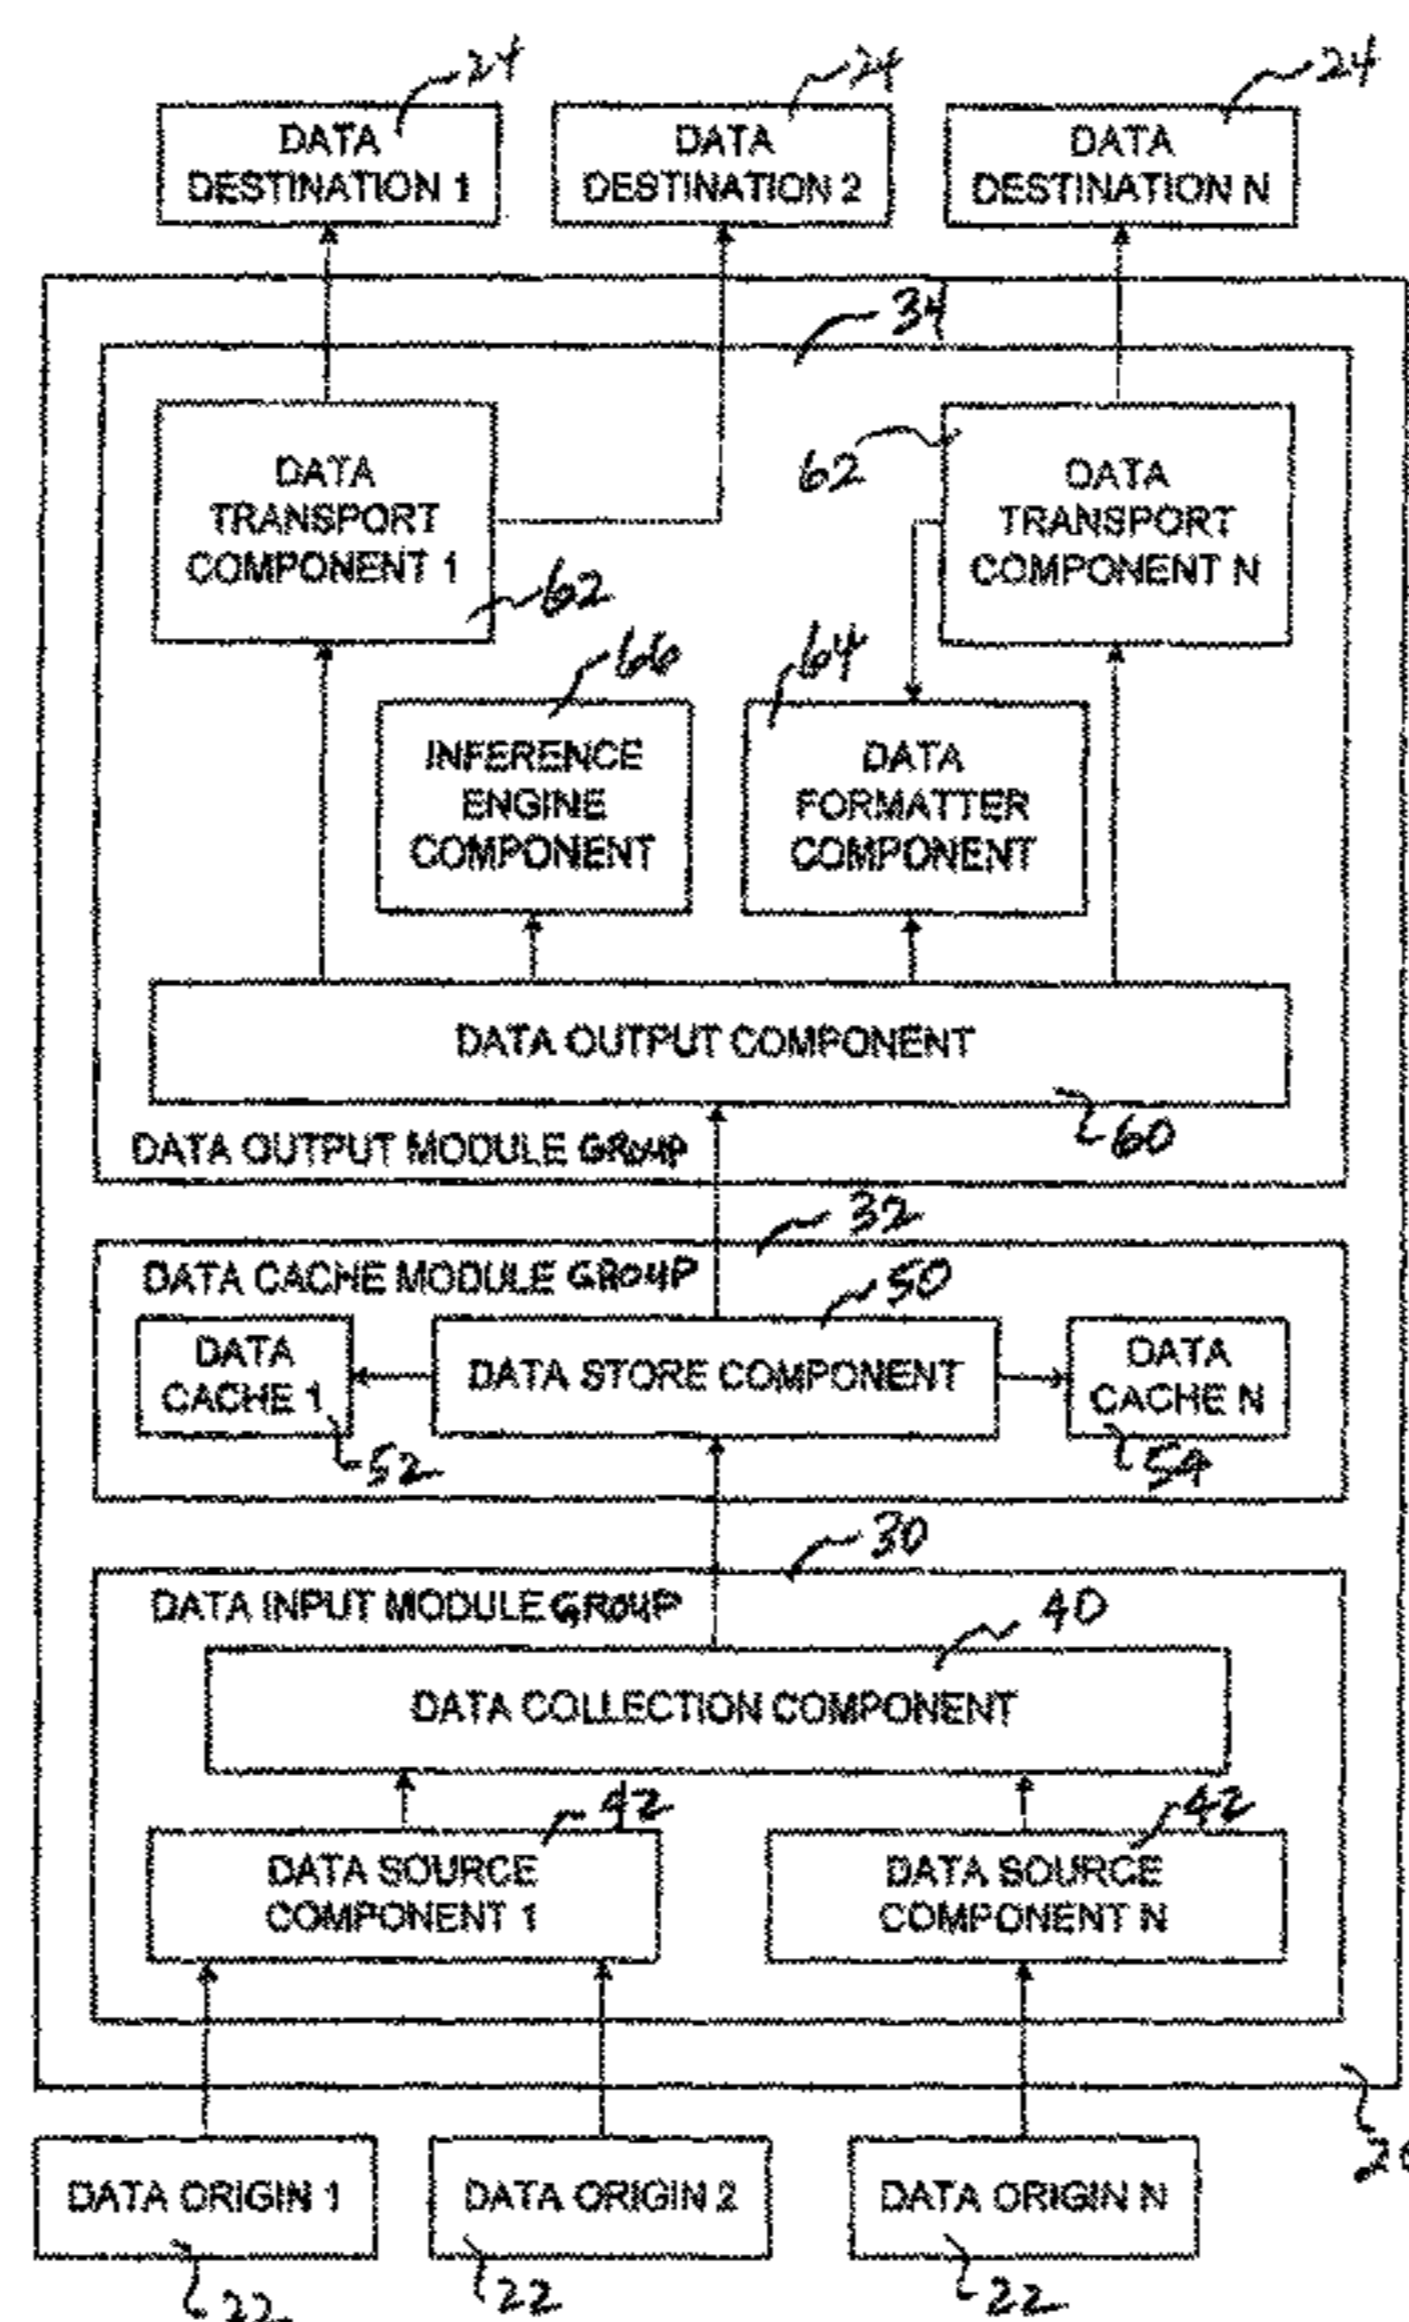 24
24
24
DATA
DESTINATION 1
DATA
DESTINATION 2
DATA
DESTINATION N
34
DATA
TRANSPORT
COMPONENT 1
62
62
DATA
TRANSPORT
COMPONENT N
66
64
INFERENCE
ENGINE
COMPONENT
DATA
FORMATTER
COMPONENT
DATA OUTPUT COMPONENT
60
DATA OUTPUT MODULE GROUP
32
DATA CACHE MODULE GROUP
50
DATA
CACHE 1
DATA STORE COMPONENT
DATA
CACHE N
52
54
30
DATA INPUT MODULE GROUP
40
DATA COLLECTION COMPONENT
42
42
DATA SOURCE
COMPONENT 1
DATA SOURCE
COMPONENT N
DATA ORIGIN 1
DATA ORIGIN 2
DATA ORIGIN N
22
22
22